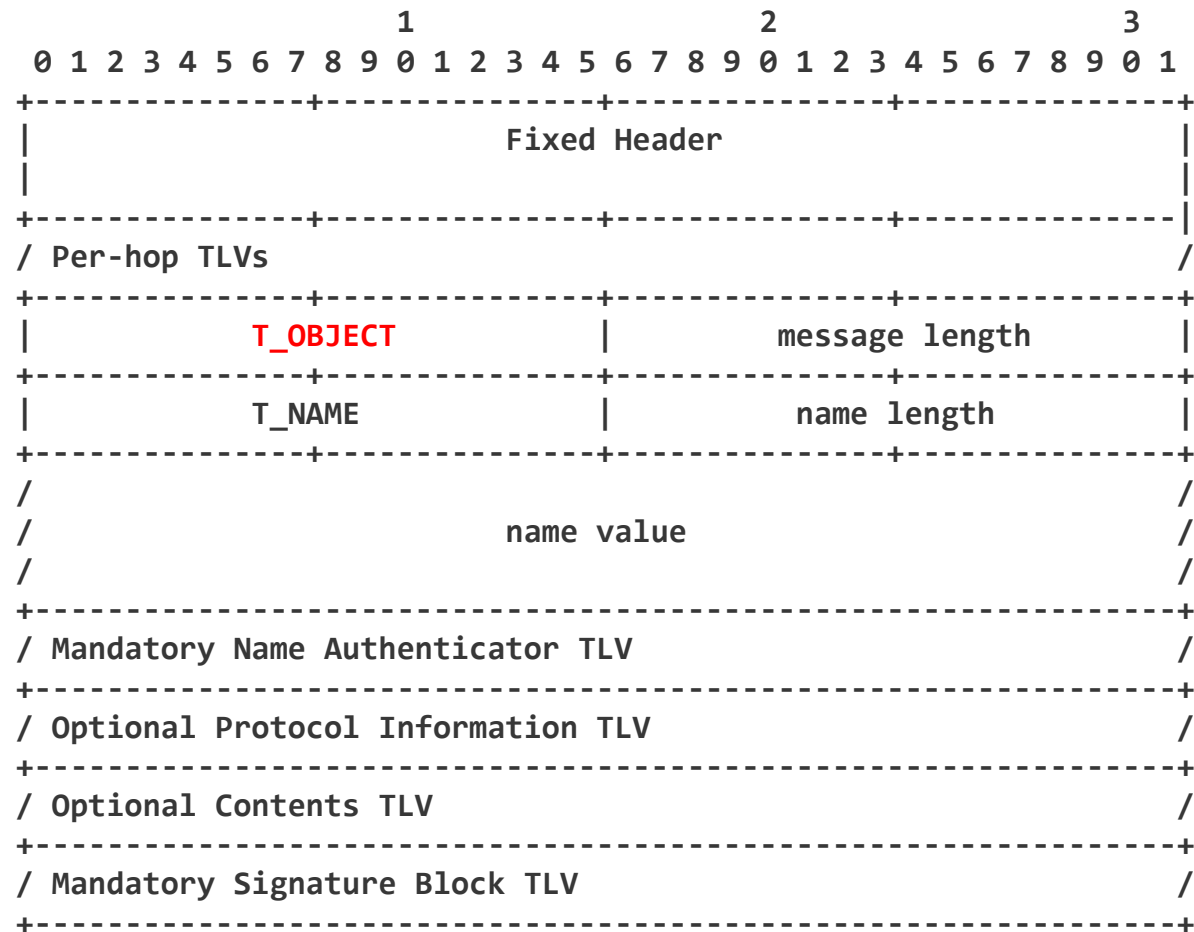 1                   2                   3
 0 1 2 3 4 5 6 7 8 9 0 1 2 3 4 5 6 7 8 9 0 1 2 3 4 5 6 7 8 9 0 1
+---------------+---------------+---------------+---------------+
|                          Fixed Header                         |
|                                                               |
+---------------+---------------+---------------+---------------|
/ Per-hop TLVs                                                  /
+---------------+---------------+---------------+---------------+
|            T_OBJECT           |         message length        |
+---------------+---------------+---------------+---------------+
|            T_NAME             |          name length          |
+---------------+---------------+---------------+---------------+
/                                                               /
/                          name value                           /
/                                                               /
+---------------------------------------------------------------+
/ Mandatory Name Authenticator TLV                              /
+---------------------------------------------------------------+
/ Optional Protocol Information TLV                             /
+---------------------------------------------------------------+
/ Optional Contents TLV                                         /
+---------------------------------------------------------------+
/ Mandatory Signature Block TLV                                 /
+---------------------------------------------------------------+